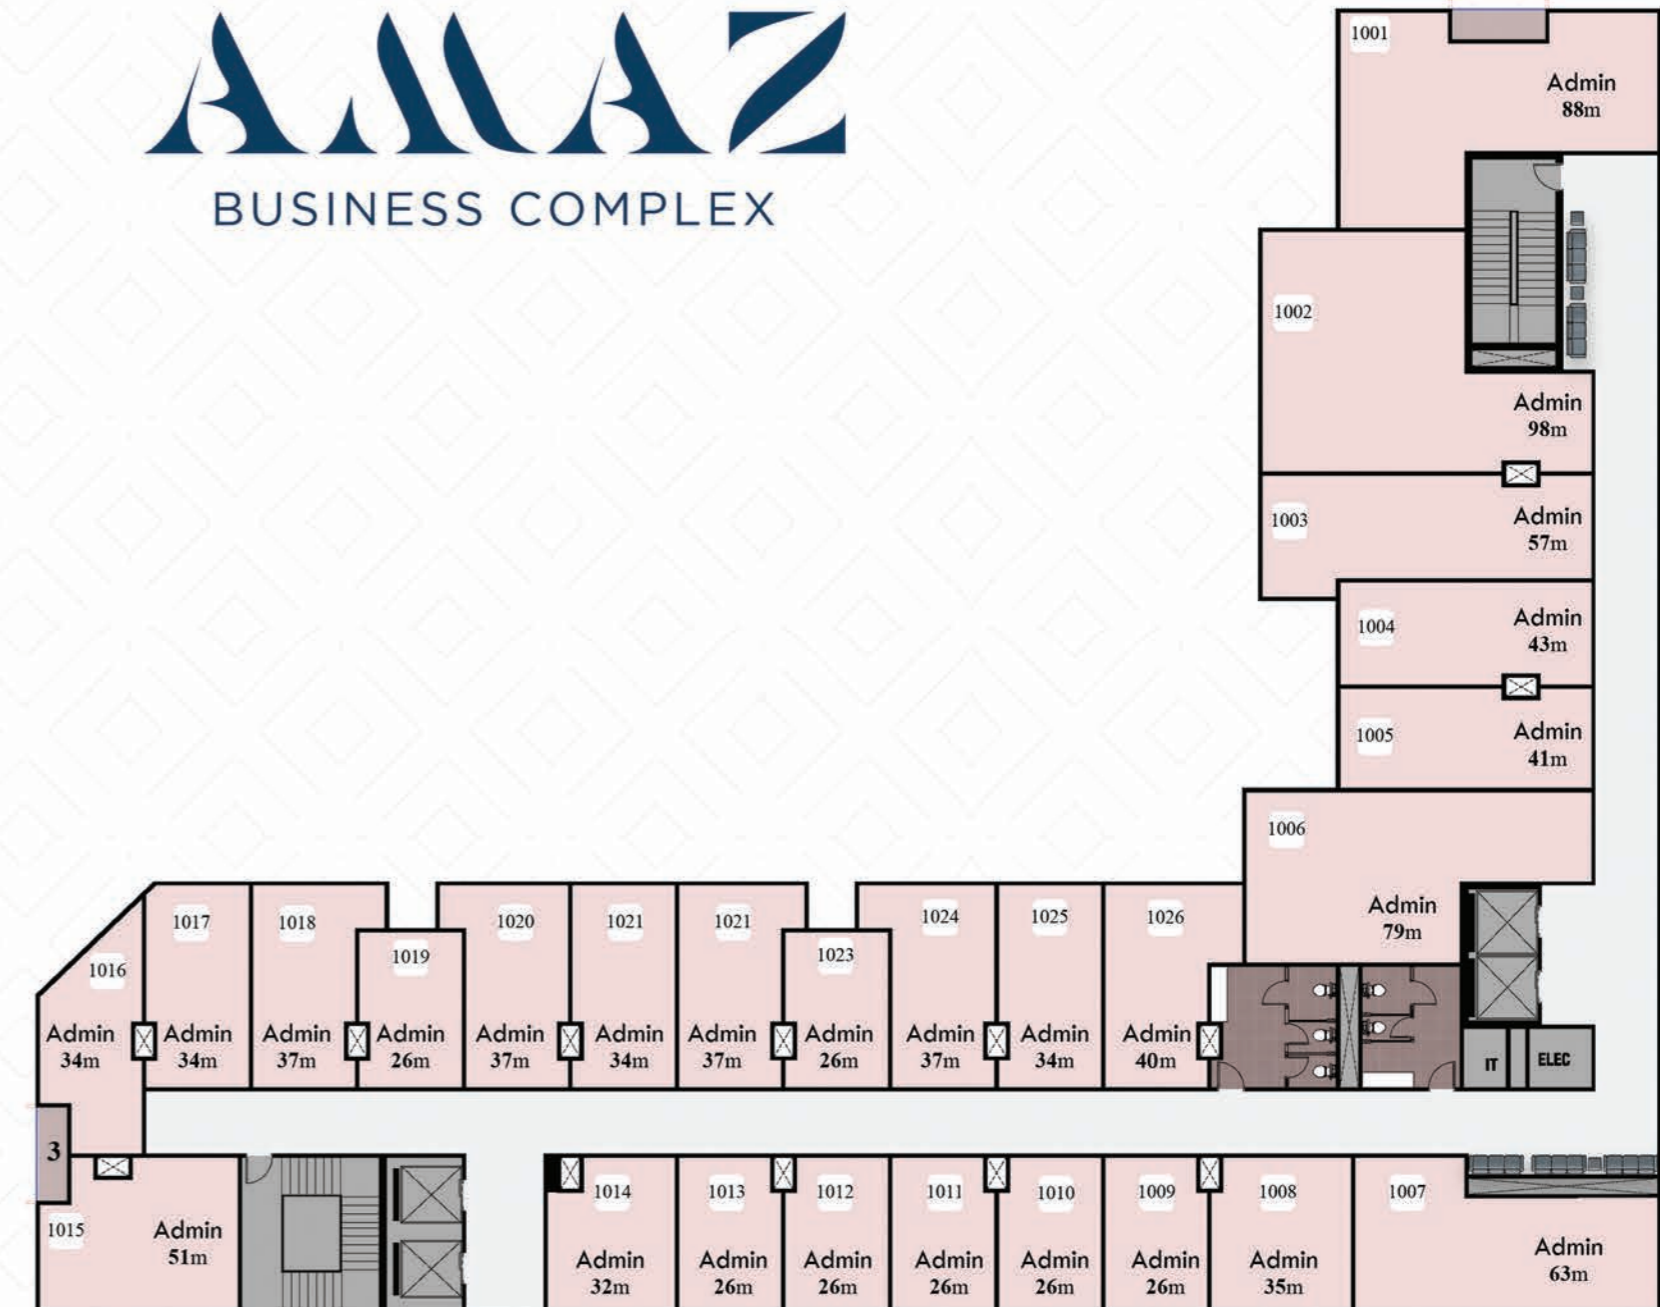 AMAZ
BUSINESS COMPLEX
1001
Admin
88m
1002
Admin
98m
1003
Admin
57m
1004
Admin
43m
1005
Admin
41m
1006
Admin
79m
1016
Admin
34m
1017
Admin
34m
1018
Admin
37m
1019
Admin
26m
1020
Admin
37m
1021
Admin
34m
1021
Admin
37m
1023
Admin
26m
1024
Admin
37m
1025
Admin
34m
1026
Admin
40m
IT
ELEC
3
1015
Admin
51m
1014
Admin
32m
1013
Admin
26m
1012
Admin
26m
1011
Admin
26m
1010
Admin
26m
1009
Admin
26m
1008
Admin
35m
1007
Admin
63m